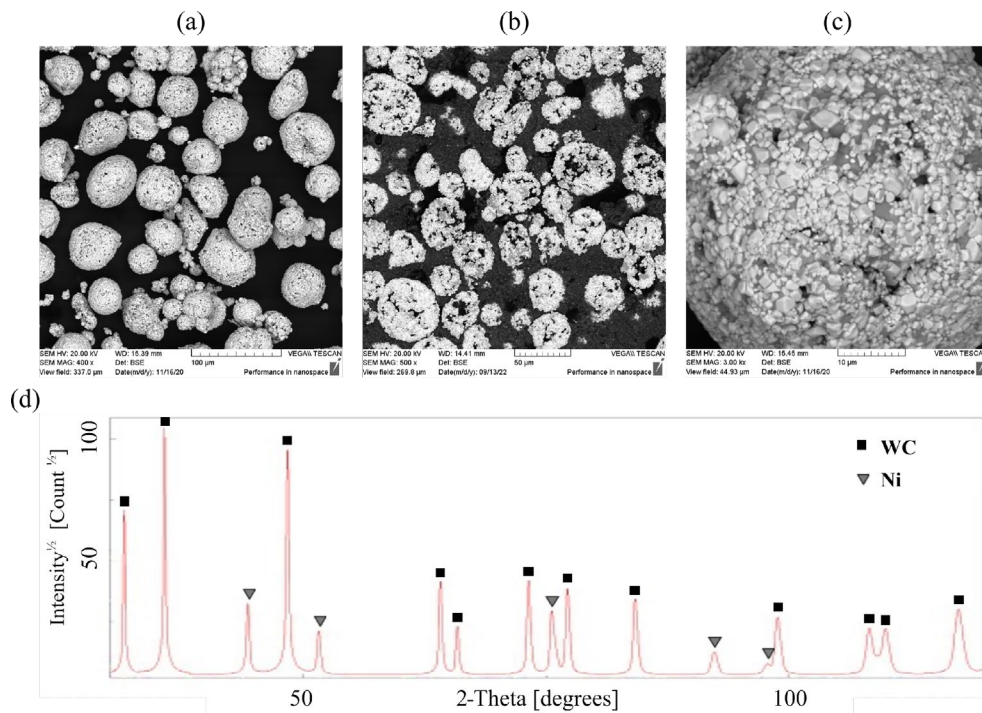 (a) (b) (c)
SEM HV: 20.00 kV WD: 15.39 mm
SEM MAG: 400 x Det: BSE 100 µm VEGA\\ TESCAN
View field: 337.0 µm Date(m/d/y): 11/16/20 Performance in nanospace
SEM HV: 20.00 kV WD: 14.41 mm
SEM MAG: 500 x Det: BSE 50 µm VEGA\\ TESCAN
View field: 269.8 µm Date(m/d/y): 09/13/22 Performance in nanospace
SEM HV: 20.00 kV WD: 15.45 mm
SEM MAG: 3.00 kx Det: BSE 10 µm VEGA\\ TESCAN
View field: 44.93 µm Date(m/d/y): 11/16/20 Performance in nanospace
(d)
Intensity½ [Count ½]
100
50
WC
Ni
50 2-Theta [degrees] 100